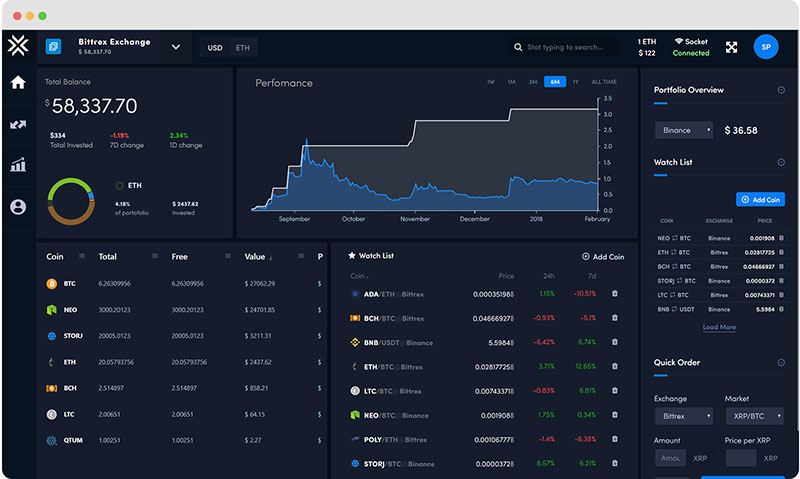 Bittrex Exchange
$ 58,337.70
USD ETH
Stat typing to search...
1 ETH
$ 122
Socket
Connected
SP
Total Balance
$ 58,337.70
$334 -1.19% 2.34%
Total Invested 7D change 1D change
ETH
4.18% $ 2437.62
of portofolio Invested
Perfomance
1W 1M 3M 6M 1Y ALL TIME
3.5
3.0
2.5
2.0
1.5
1.0
0.5
0.0
September October November December 2018 February
Portfolio Overview
Binance $ 36.58
Watch List
Add Coin
COIN EXCHANGE PRICE
NEO BTC Binance 0.001908
ETH BTC Bittrex 0.02817725
BCH BTC Bittrex 0.04666927
STORJ BTC Binance 0.0000372
LTC BTC Bittrex 0.00743371
BNB USDT Binance 5.5984
Load More
Quick Order
Exchange Market
Bittrex XRP/BTC
Amount Price per XRP
Amou XRP XRP
Coin Total Free Value ↓ P
BTC 6.26309956 6.26309956 $ 27062.29 $
NEO 3000.20123 3000.20123 $ 24701.85 $
STORJ 20005.0123 20005.0123 $ 3211.31 $
ETH 20.05793756 20.05793756 $ 2437.62 $
BCH 2.514897 2.514897 $ 858,21 $
LTC 2.00651 2.00651 $ 64.15 $
QTUM 1.00251 1.00251 $ 2.27 $
Watch List Add Coin
Coin Price 24h 7d
ADA/ETH Bittrex 0.00035198 1.15% -10.51%
BCH/BTC Bittrex 0.04666927 -0.93% -5.1%
BNB/USDT Binance 5.5984 -6.42% 6.74%
ETH/BTC Bittrex 0.02817725 3.71% 12.65%
LTC/BTC Bittrex 0.00743371 -0.83% 6.81%
NEO/BTC Binance 0.001908 1.75% 0.34%
POLY/ETH Bittrex 0.00106777 -1.4% -6.38%
STORJ/BTC Binance 0.0000372 8.57% 6.21%